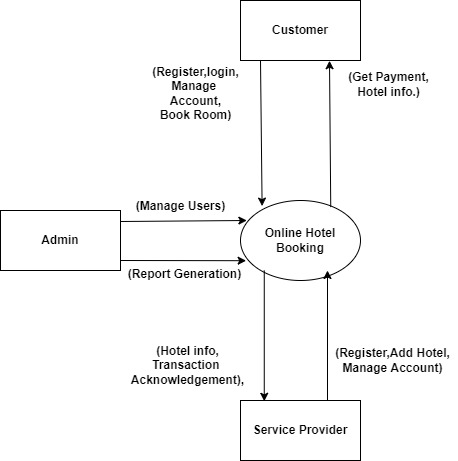 Customer
(Register,login,
Manage
Account,
Book Room)
(Get Payment,
Hotel info.)
(Manage Users)
Admin
Online Hotel
Booking
(Report Generation)
(Hotel info,
Transaction
Acknowledgement),
(Register,Add Hotel,
Manage Account)
Service Provider